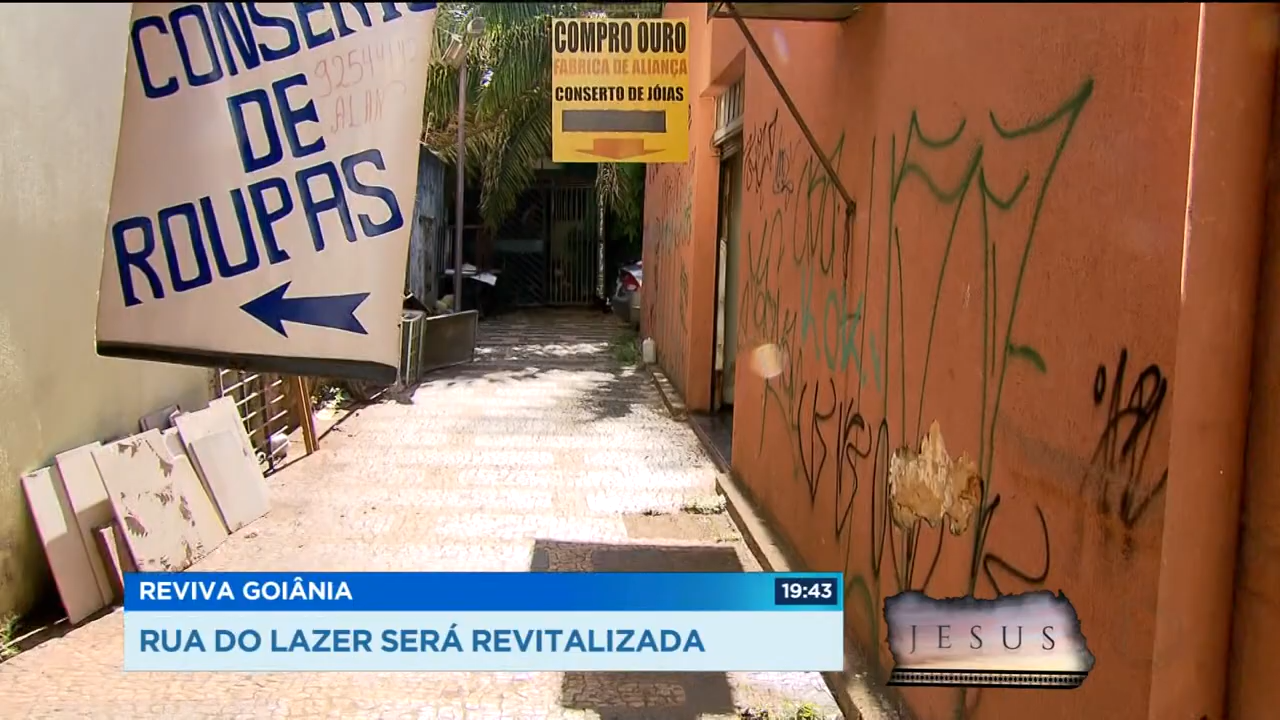 CONSERTO
DE
ROUPAS
ALAN
COMPRO OURO
FABRICA DE ALIANÇA
CONSERTO DE JÓIAS
REVIVA GOIÂNIA
19:43
RUA DO LAZER SERÁ REVITALIZADA
JESUS